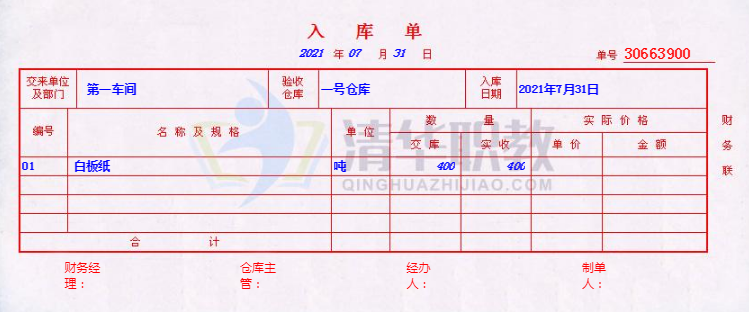 入 库 单
2021 年 07 月 31 日
单号 30663900
交来单位及部门 第一车间 验收仓库 一号仓库 入库日期 2021年7月31日
编号 名称及规格 单位 数量 实际价格
交库 实收 单价 金额
01 白板纸 吨 400 400
合计
财务联
财务经理： 仓库主管： 经办人： 制单人：
清华职教
QINGHUAZHIJIAO.COM